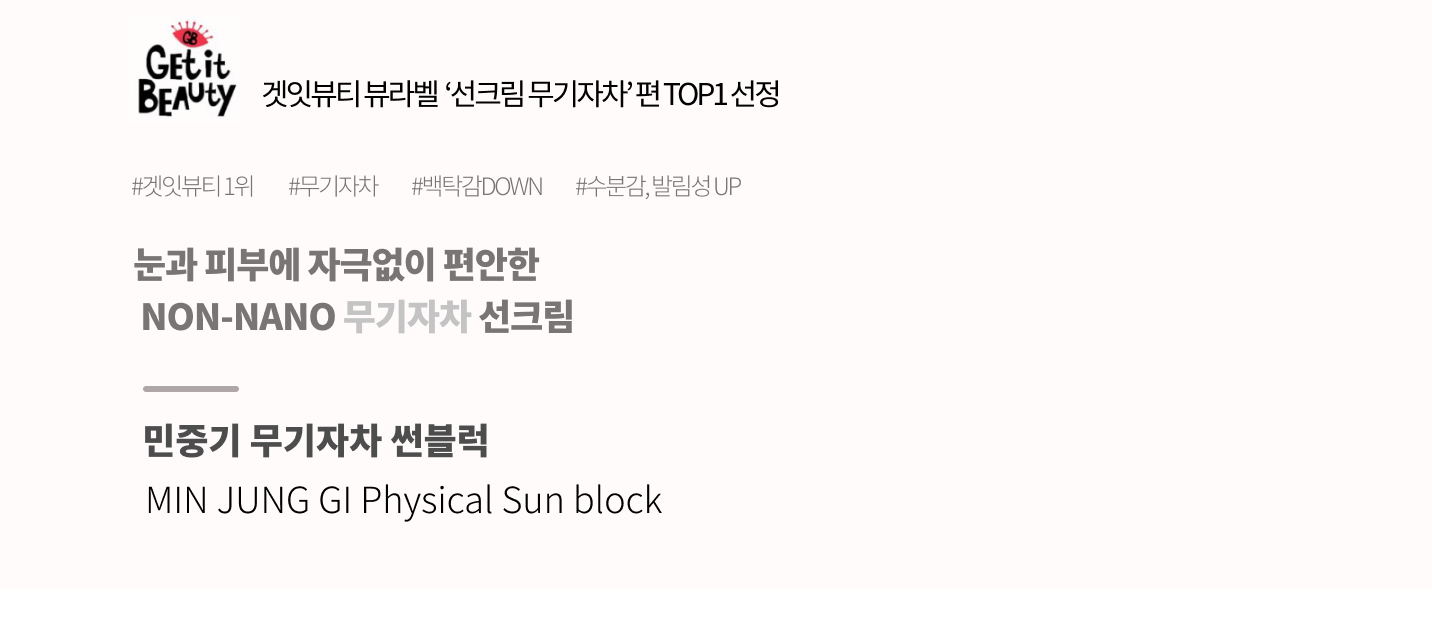 GB
Get it
BEAUty
겟잇뷰티 뷰라벨 ‘선크림 무기자차’ 편 TOP1 선정
#겟잇뷰티 1위 #무기자차 #백탁감DOWN #수분감, 발림성 UP
눈과 피부에 자극없이 편안한
NON-NANO 무기자차 선크림
민중기 무기자차 썬블럭
MIN JUNG GI Physical Sun block